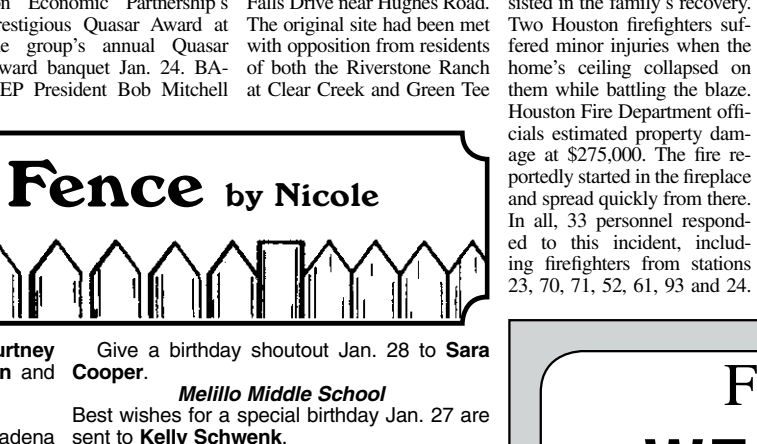 on Economic Partnership's
restigious Quasar Award at
e group's annual Quasar
ward banquet Jan. 24. BA-
EP President Bob Mitchell
Falls Drive near Hughes Road.
The original site had been met
with opposition from residents
of both the Riverstone Ranch
at Clear Creek and Green Tee
sisted in the family's recovery.
Two Houston firefighters suf-
fered minor injuries when the
home's ceiling collapsed on
them while battling the blaze.
Houston Fire Department offi-
cials estimated property dam-
age at $275,000. The fire re-
portedly started in the fireplace
and spread quickly from there.
In all, 33 personnel respond-
ed to this incident, includ-
ing firefighters from stations
23, 70, 71, 52, 61, 93 and 24.
Fence by Nicole
urtney
n and
adena
Give a birthday shoutout Jan. 28 to Sara
Cooper.
Melillo Middle School
Best wishes for a special birthday Jan. 27 are
sent to Kelly Schwenk.
F